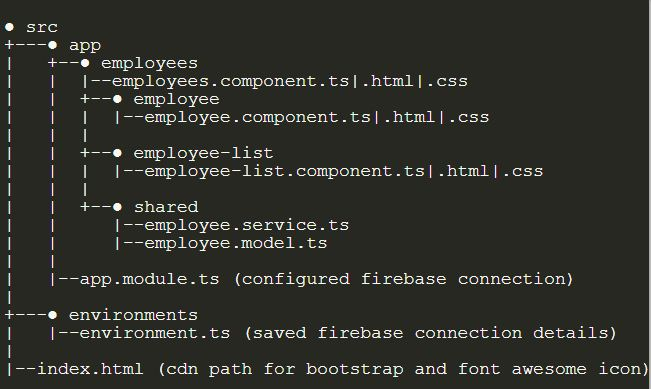 ● src
+---● app
|   +--● employees
|   |  |--employees.component.ts|.html|.css
|   |  +--● employee
|   |  |  |--employee.component.ts|.html|.css
|   |  |
|   |  +--● employee-list
|   |  |  |--employee-list.component.ts|.html|.css
|   |  |
|   |  +--● shared
|   |     |--employee.service.ts
|   |     |--employee.model.ts
|   |
|   |--app.module.ts (configured firebase connection)
|
+---● environments
|   |--environment.ts (saved firebase connection details)
|
|--index.html (cdn path for bootstrap and font awesome icon)